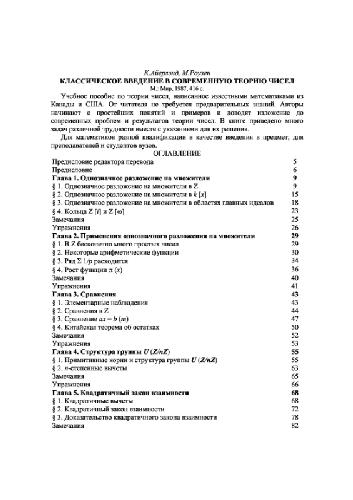 К.Айерленд, М.Роузен
КЛАССИЧЕСКОЕ ВВЕДЕНИЕ В СОВРЕМЕННУЮ ТЕОРИЮ ЧИСЕЛ
М.: Мир, 1987, 416 с.
Учебное пособие по теории чисел, написанное известными математиками из
Канады и США. От читателя не требуется предварительных знаний. Авторы
начинают с простейших понятий и примеров и доводят изложение до
современных проблем и результатов теории чисел. В книге приведено много
задач различной трудности вместе с указаниями для их решения.
Для математиков разной квалификации в качестве введения в предмет, для
преподавателей и студентов вузов.
ОГЛАВЛЕНИЕ
Предисловие редактора перевода 5
Предисловие 6
Глава 1. Однозначное разложение на множители 9
§ 1. Однозначное разложение на множители в Z 9
§ 2. Однозначное разложение на множители в k [x] 15
§ 3. Однозначное разложение на множители в областях главных идеалов 18
§ 4. Кольца Z [i] и Z [ω] 23
Замечания 25
Упражнения 26
Глава 2. Применения однозначного разложения на множители 29
§ 1. В Z бесконечно много простых чисел 29
§ 2. Некоторые арифметические функции 30
§ 3. Ряд Σ 1/p расходится 34
§ 4. Рост функции π (x) 36
Замечания 40
Упражнения 41
Глава 3. Сравнения 43
§ 1. Элементарные наблюдения 43
§ 2. Сравнения в Z 44
§ 3. Сравнение ax ≡ b (m) 47
§ 4. Китайская теорема об остатках 50
Замечания 52
Упражнения 53
Глава 4. Структура группы U (Z/nZ) 55
§ 1. Примитивные корни и структура группы U (Z/nZ) 55
§ 2. n-степенные вычеты 63
Замечания 65
Упражнения 66
Глава 5. Квадратичный закон взаимности 68
§ 1. Квадратичные вычеты 68
§ 2. Квадратичный закон взаимности 72
§ 3. Доказательство квадратичного закона взаимности 78
Замечания 82